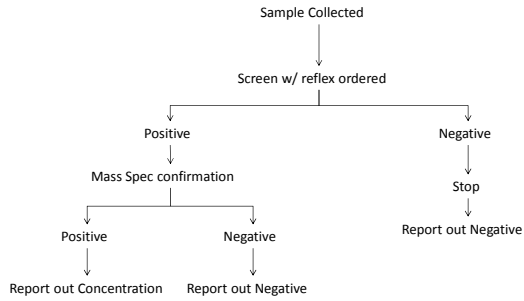 Sample Collected
Screen w/ reflex ordered
Positive
Negative
Mass Spec confirmation
Stop
Positive
Negative
Report out Negative
Report out Concentration
Report out Negative